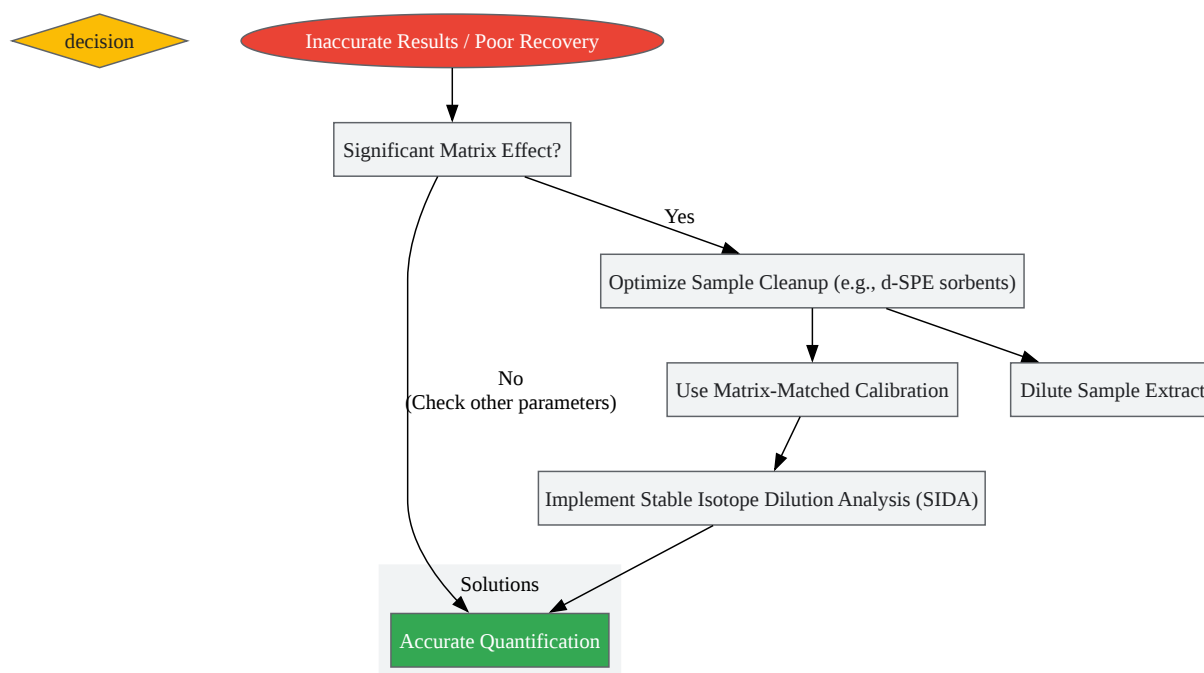 decision
Inaccurate Results / Poor Recovery
Significant Matrix Effect?
Yes
Optimize Sample Cleanup (e.g., d-SPE sorbents)
No
(Check other parameters)
Use Matrix-Matched Calibration
Dilute Sample Extract
Implement Stable Isotope Dilution Analysis (SIDA)
Solutions
Accurate Quantification